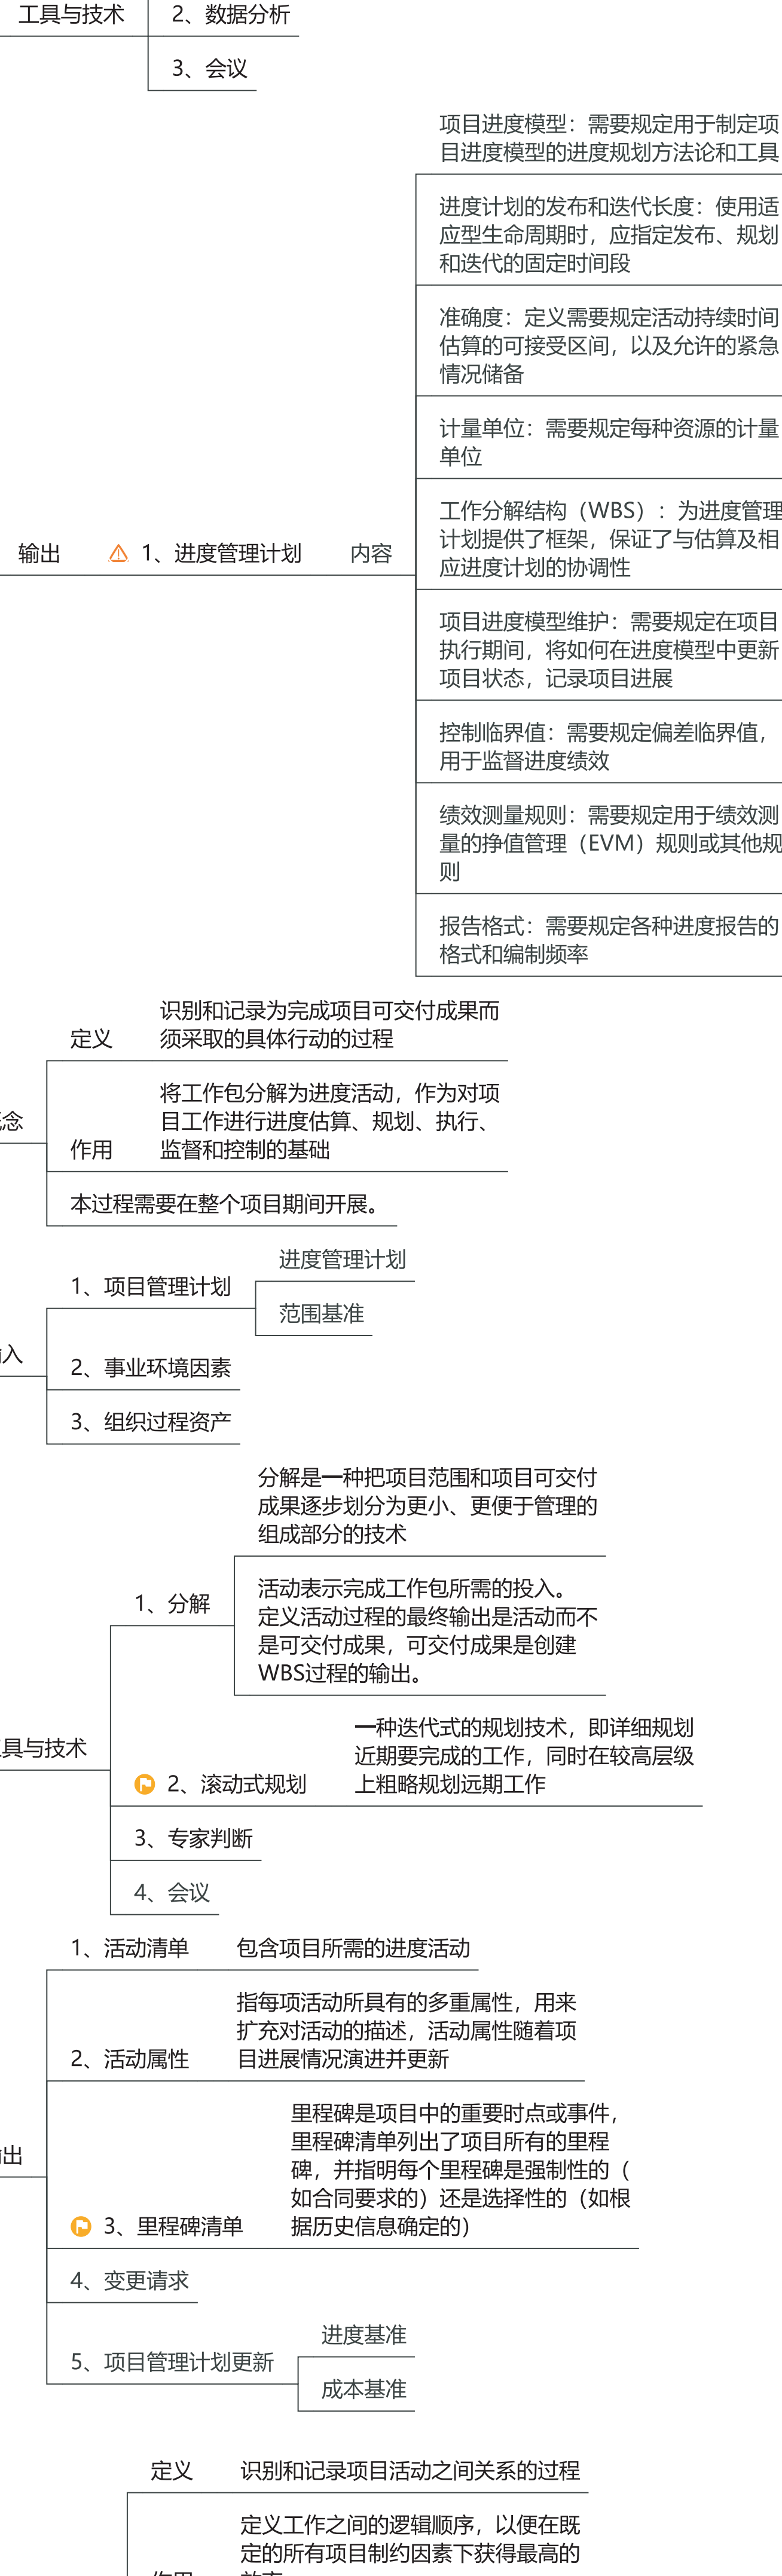 工具与技术
2、数据分析
3、会议
项目进度模型：需要规定用于制定项
目进度模型的进度规划方法论和工具
进度计划的发布和迭代长度：使用适
应型生命周期时，应指定发布、规划
和迭代的固定时间段
准确度：定义需要规定活动持续时间
估算的可接受区间，以及允许的紧急
情况储备
计量单位：需要规定每种资源的计量
单位
工作分解结构（WBS）：为进度管理
计划提供了框架，保证了与估算及相
应进度计划的协调性
输出
1、进度管理计划
内容
项目进度模型维护：需要规定在项目
执行期间，将如何在进度模型中更新
项目状态，记录项目进展
控制临界值：需要规定偏差临界值，
用于监督进度绩效
绩效测量规则：需要规定用于绩效测
量的挣值管理（EVM）规则或其他规
则
报告格式：需要规定各种进度报告的
格式和编制频率
定义
识别和记录为完成项目可交付成果而
须采取的具体行动的过程
念
作用
将工作包分解为进度活动，作为对项
目工作进行进度估算、规划、执行、
监督和控制的基础
本过程需要在整个项目期间开展。
入
1、项目管理计划
进度管理计划
范围基准
2、事业环境因素
3、组织过程资产
具与技术
1、分解
分解是一种把项目范围和项目可交付
成果逐步划分为更小、更便于管理的
组成部分的技术
活动表示完成工作包所需的投入。
定义活动过程的最终输出是活动而不
是可交付成果，可交付成果是创建
WBS过程的输出。
2、滚动式规划
一种迭代式的规划技术，即详细规划
近期要完成的工作，同时在较高层级
上粗略规划远期工作
3、专家判断
4、会议
出
1、活动清单
包含项目所需的进度活动
2、活动属性
指每项活动所具有的多重属性，用来
扩充对活动的描述，活动属性随着项
目进展情况演进并更新
3、里程碑清单
里程碑是项目中的重要时点或事件，
里程碑清单列出了项目所有的里程
碑，并指明每个里程碑是强制性的（
如合同要求的）还是选择性的（如根
据历史信息确定的）
4、变更请求
5、项目管理计划更新
进度基准
成本基准
定义
识别和记录项目活动之间关系的过程
定义工作之间的逻辑顺序，以便在既
定的所有项目制约因素下获得最高的